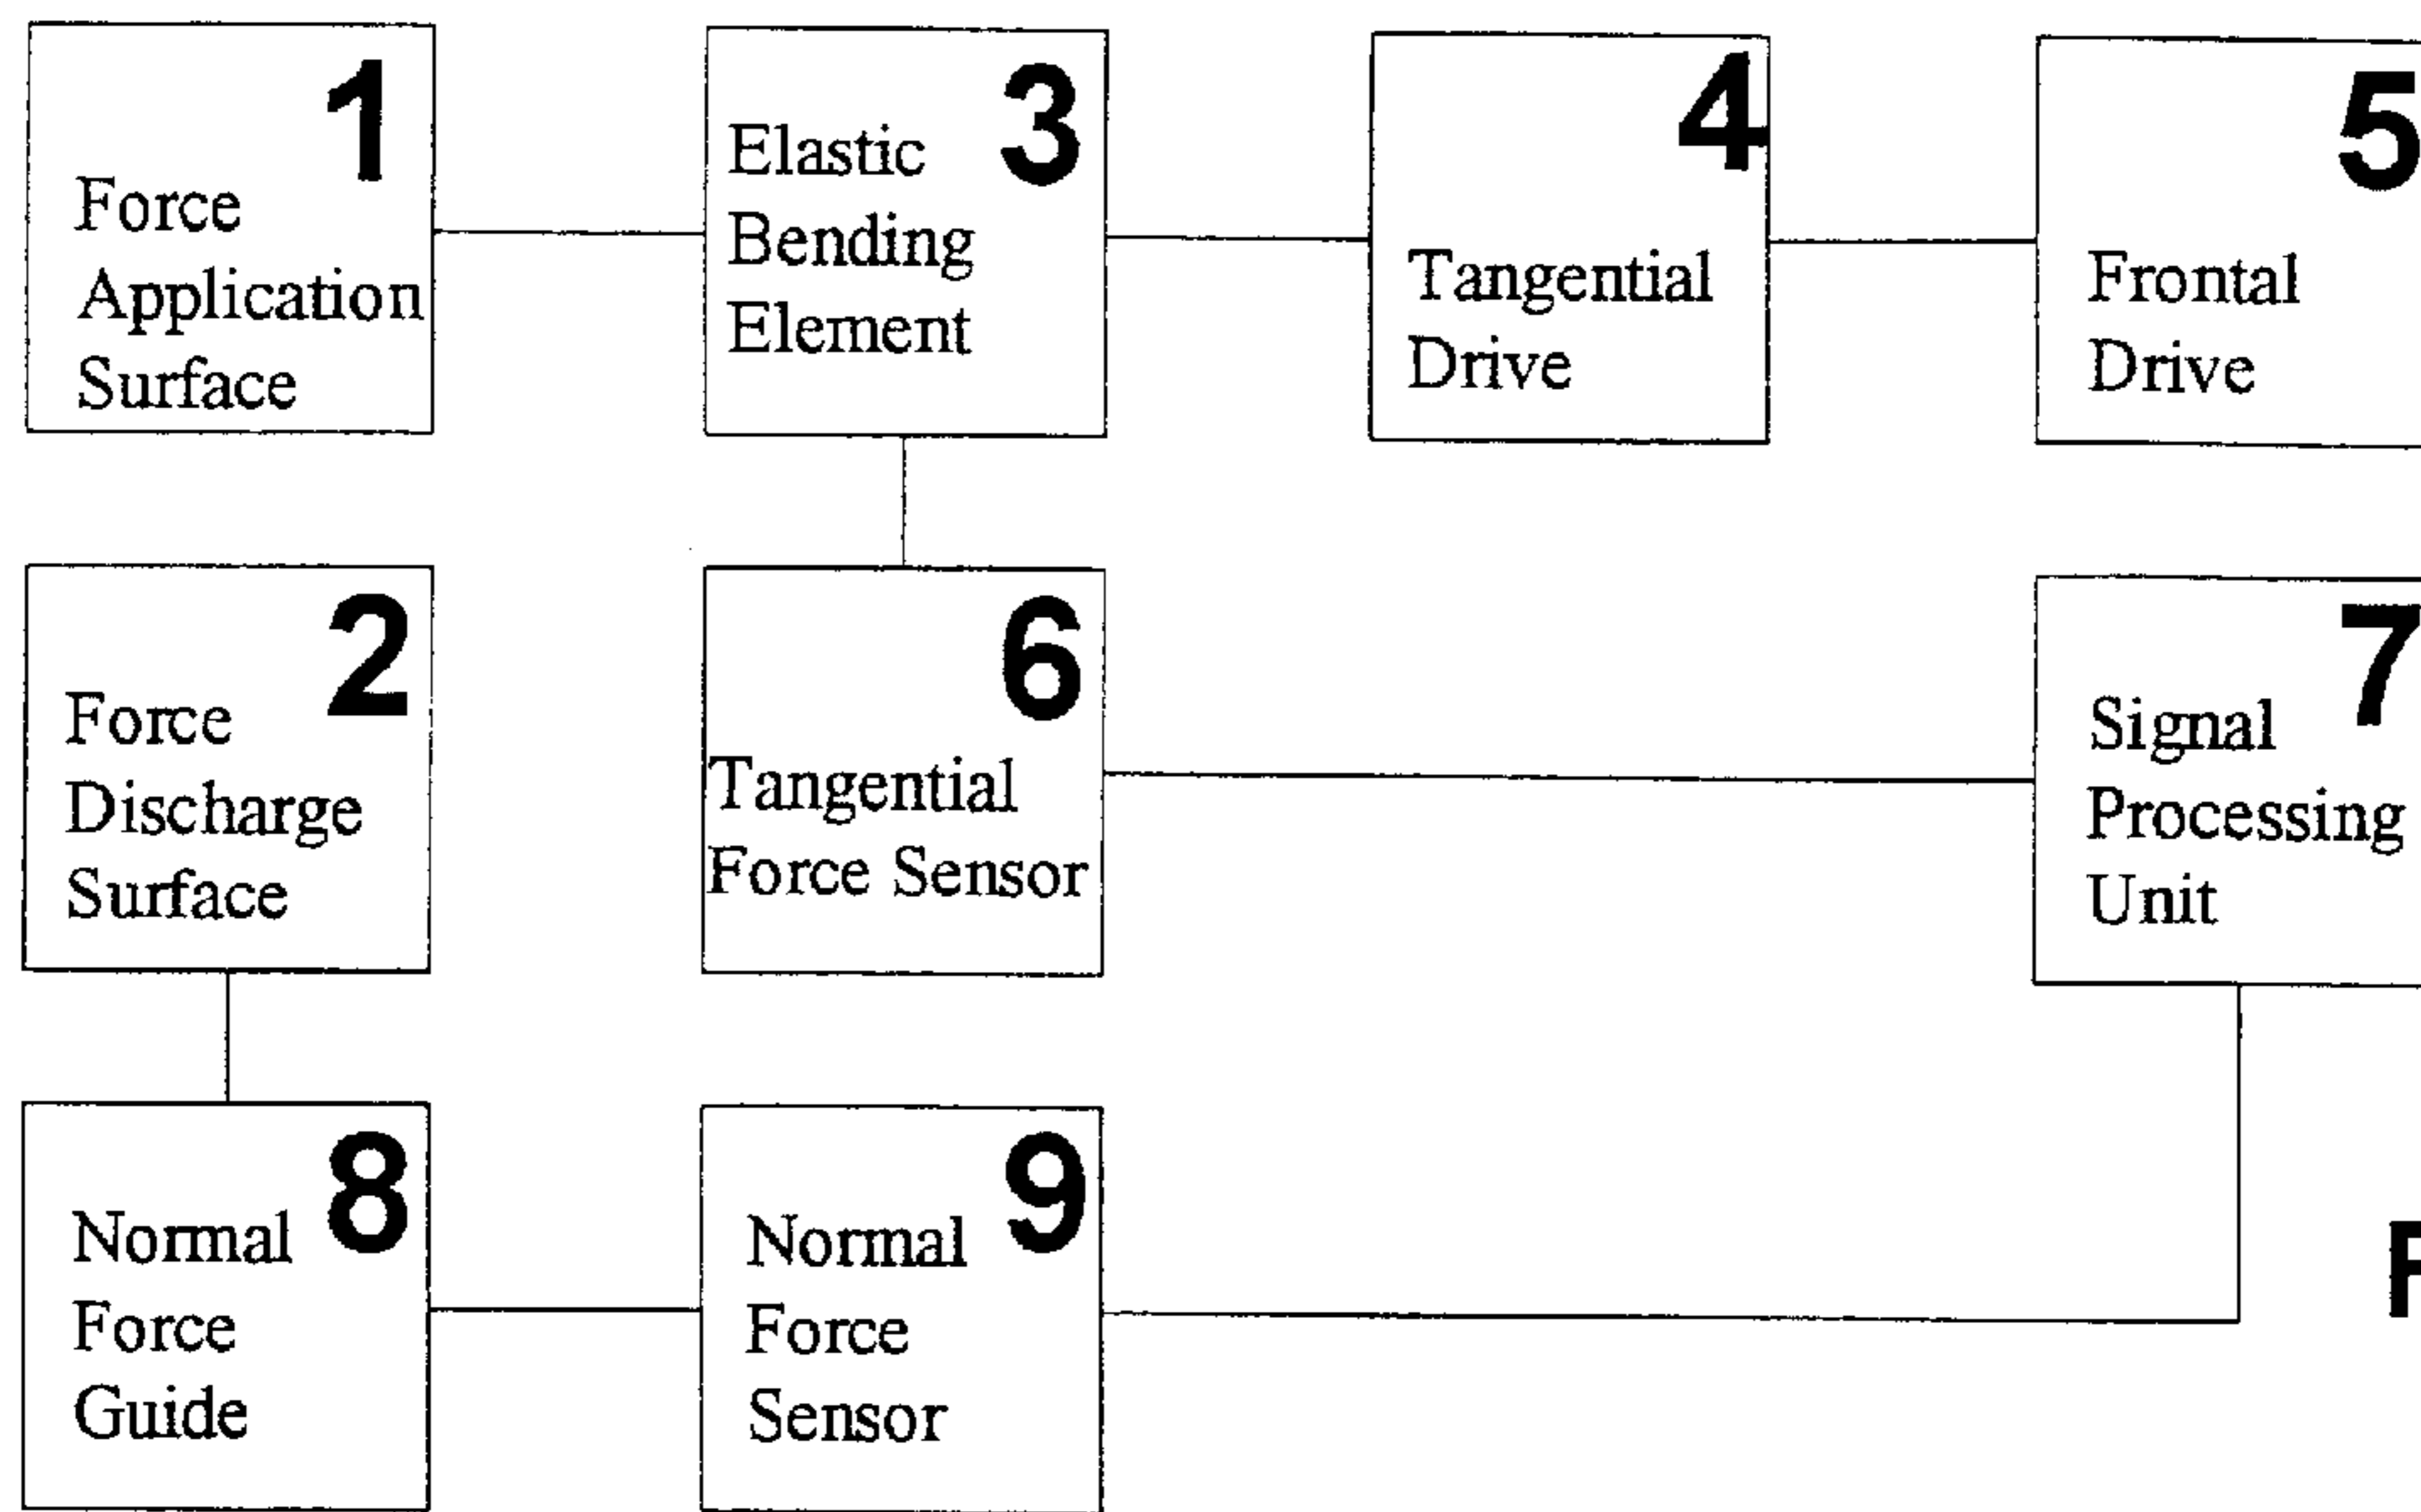 1
Force
Application
Surface
3
Elastic
Bending
Element
4
Tangential
Drive
5
Frontal
Drive
2
Force
Discharge
Surface
6
Tangential
Force Sensor
7
Signal
Processing
Unit
8
Normal
Force
Guide
9
Normal
Force
Sensor